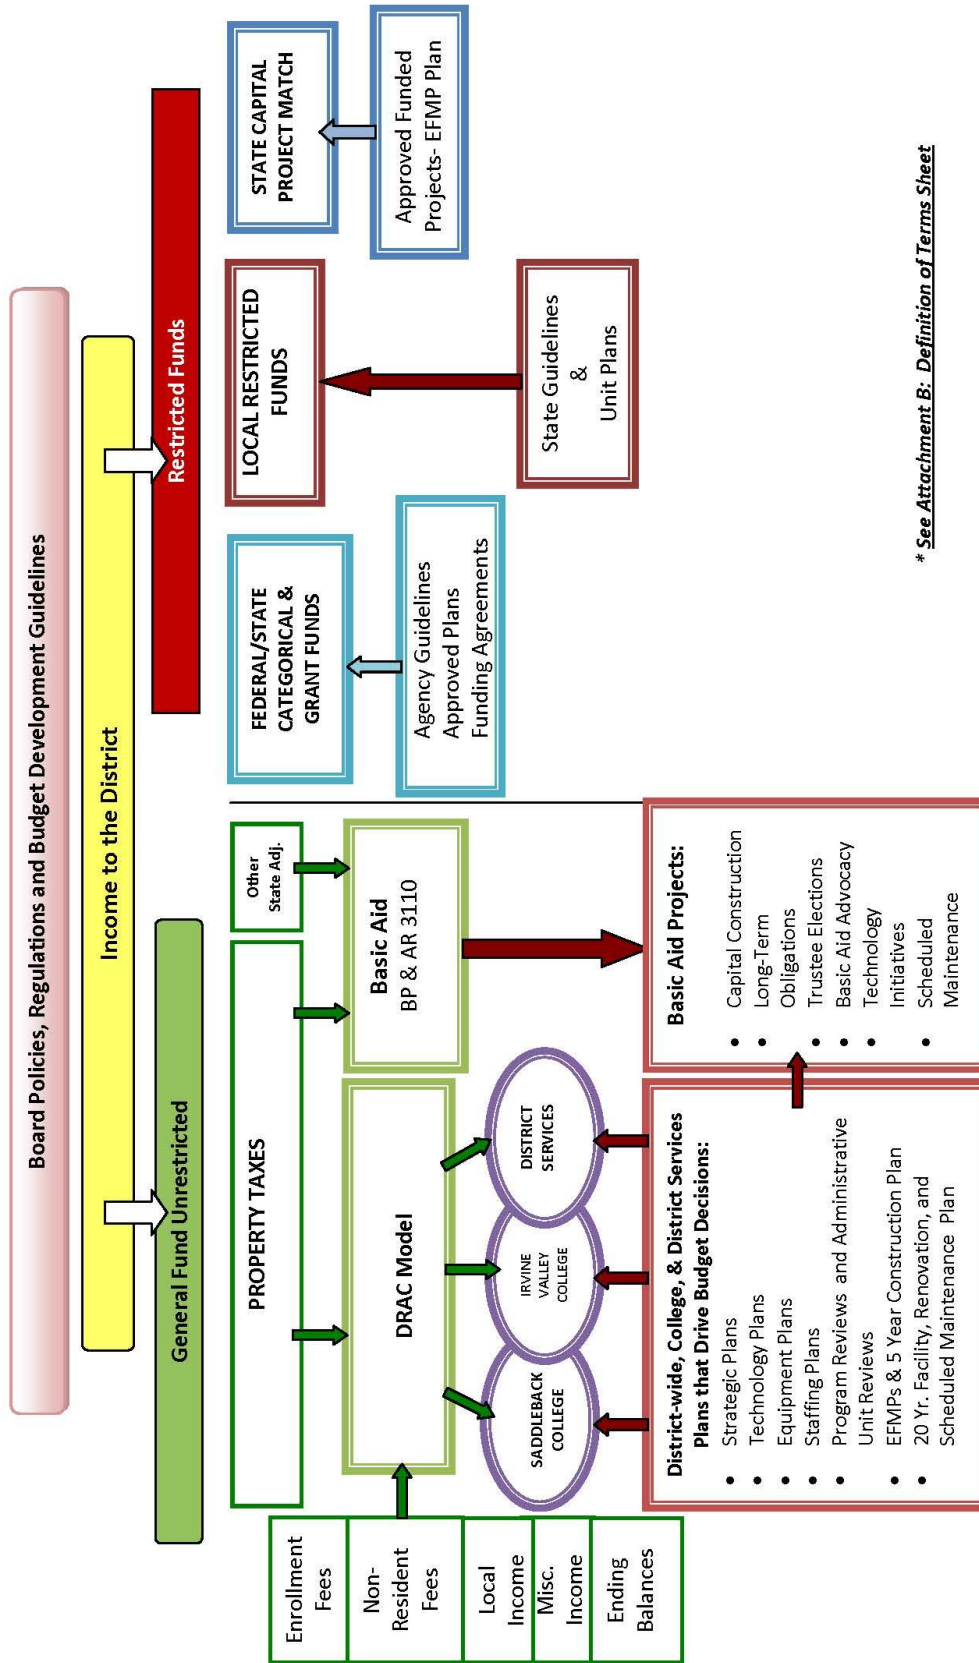 Board Policies, Regulations and Budget Development Guidelines
Income to the District
General Fund Unrestricted
Restricted Funds
Enrollment
Fees
Non-
Resident
Fees
Local
Income
Misc.
Income
Ending
Balances
PROPERTY TAXES
Other
State Adj.
DRAC Model
Basic Aid
BP & AR 3110
SADDLEBACK
COLLEGE
IRVINE
VALLEY
COLLEGE
DISTRICT
SERVICES
District-wide, College, & District Services
Plans that Drive Budget Decisions:
• Strategic Plans
• Technology Plans
• Equipment Plans
• Staffing Plans
• Program Reviews and Administrative
Unit Reviews
• EFMPs & 5 Year Construction Plan
• 20 Yr. Facility, Renovation, and
Scheduled Maintenance Plan
Basic Aid Projects:
• Capital Construction
• Long-Term
Obligations
• Trustee Elections
• Basic Aid Advocacy
• Technology
Initiatives
• Scheduled
Maintenance
FEDERAL/STATE
CATEGORICAL &
GRANT FUNDS
Agency Guidelines
Approved Plans
Funding Agreements
LOCAL RESTRICTED
FUNDS
State Guidelines
&
Unit Plans
STATE CAPITAL
PROJECT MATCH
Approved Funded
Projects- EFMP Plan
* See Attachment B: Definition of Terms Sheet